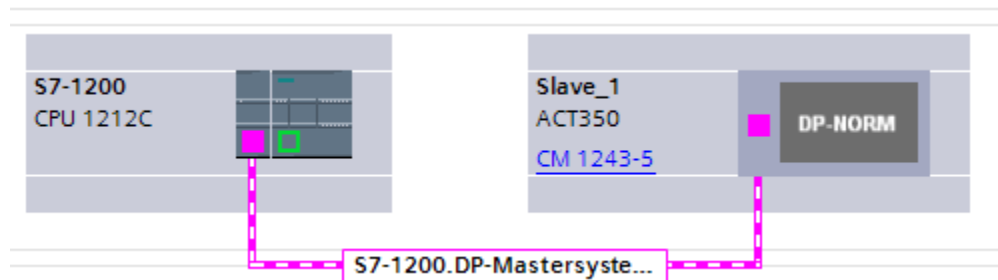 S7-1200
CPU 1212C
Slave_1
ACT350
CM 1243-5
DP-NORM
S7-1200.DP-Mastersyste...